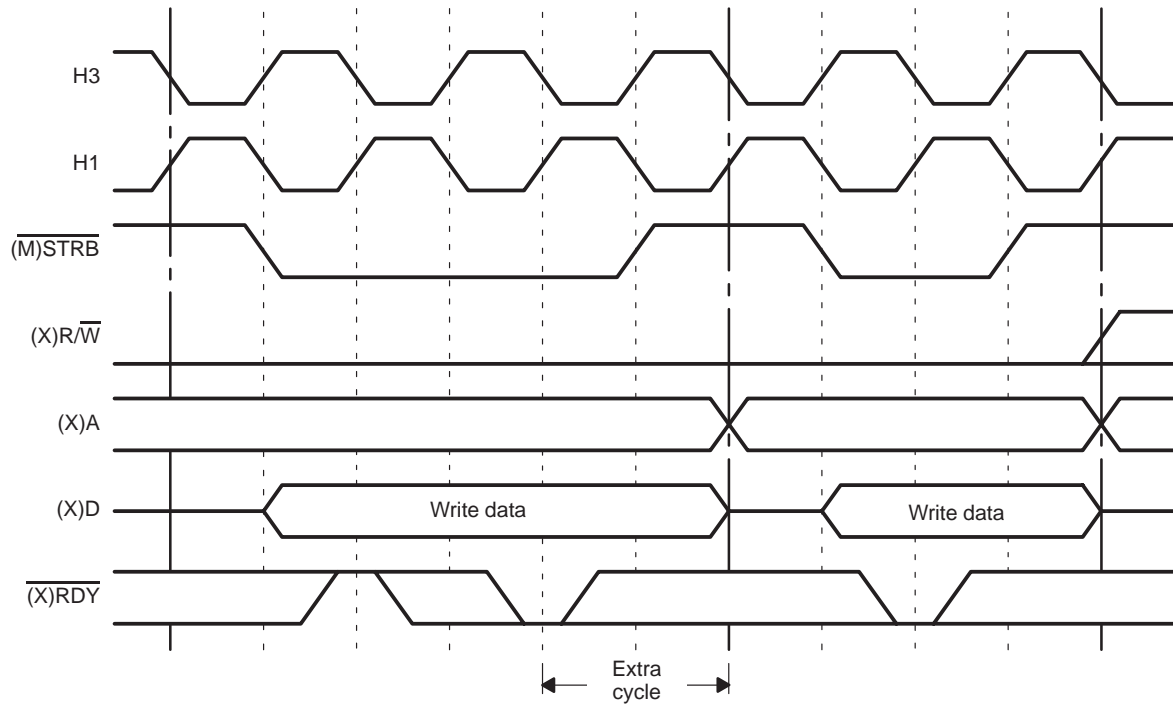 H3
H1
(M)STRB
(X)R/W
(X)A
(X)D
Write data
Write data
(X)RDY
Extra
cycle